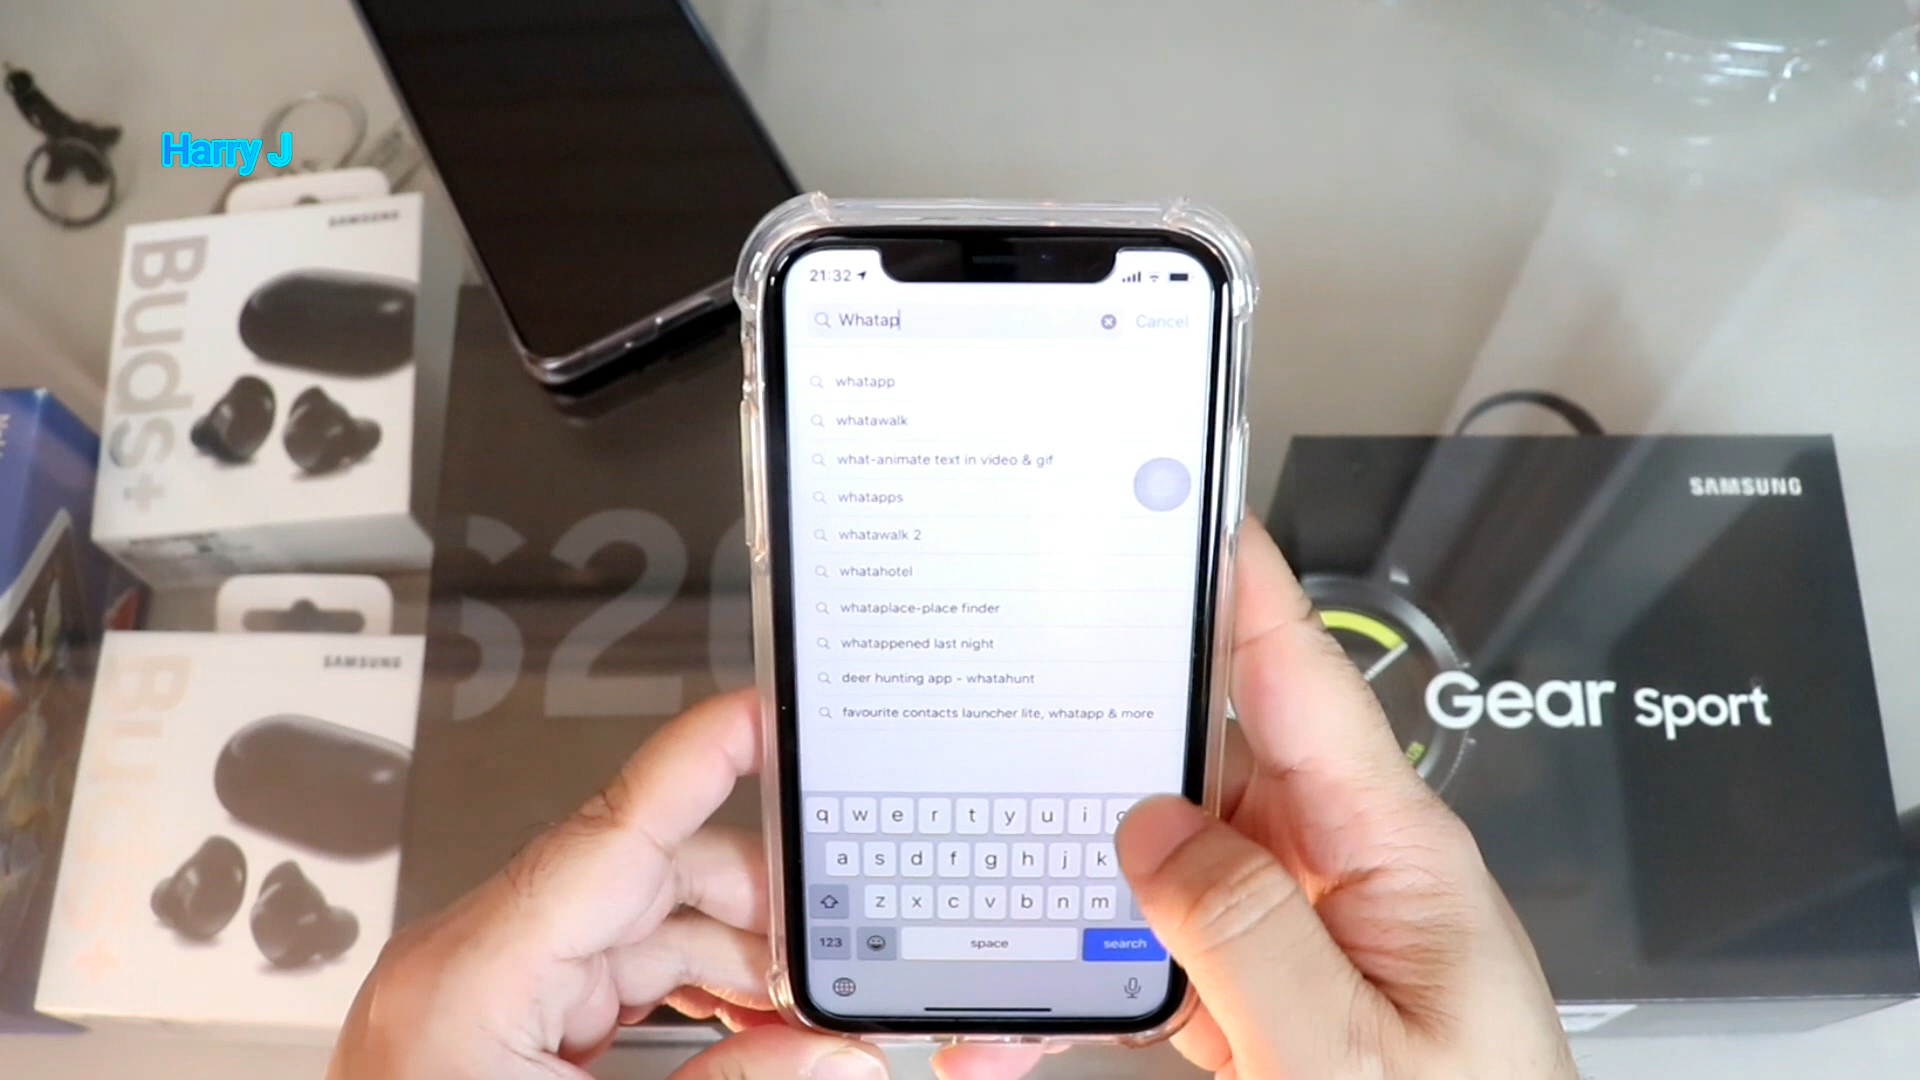 Harry J
SAMSUNG
Buds+
SAMSUNG
Buds+
S20
21:32
Whatap
Cancel
whatapp
whatawalk
what-animate text in video & gif
whatapps
whatawalk 2
whatahotel
whataplace-place finder
whatappened last night
deer hunting app - whatahunt
favourite contacts launcher lite, whatapp & more
q w e r t y u i
a s d f g h j k
z x c v b n m
123
space
search
SAMSUNG
Gear Sport